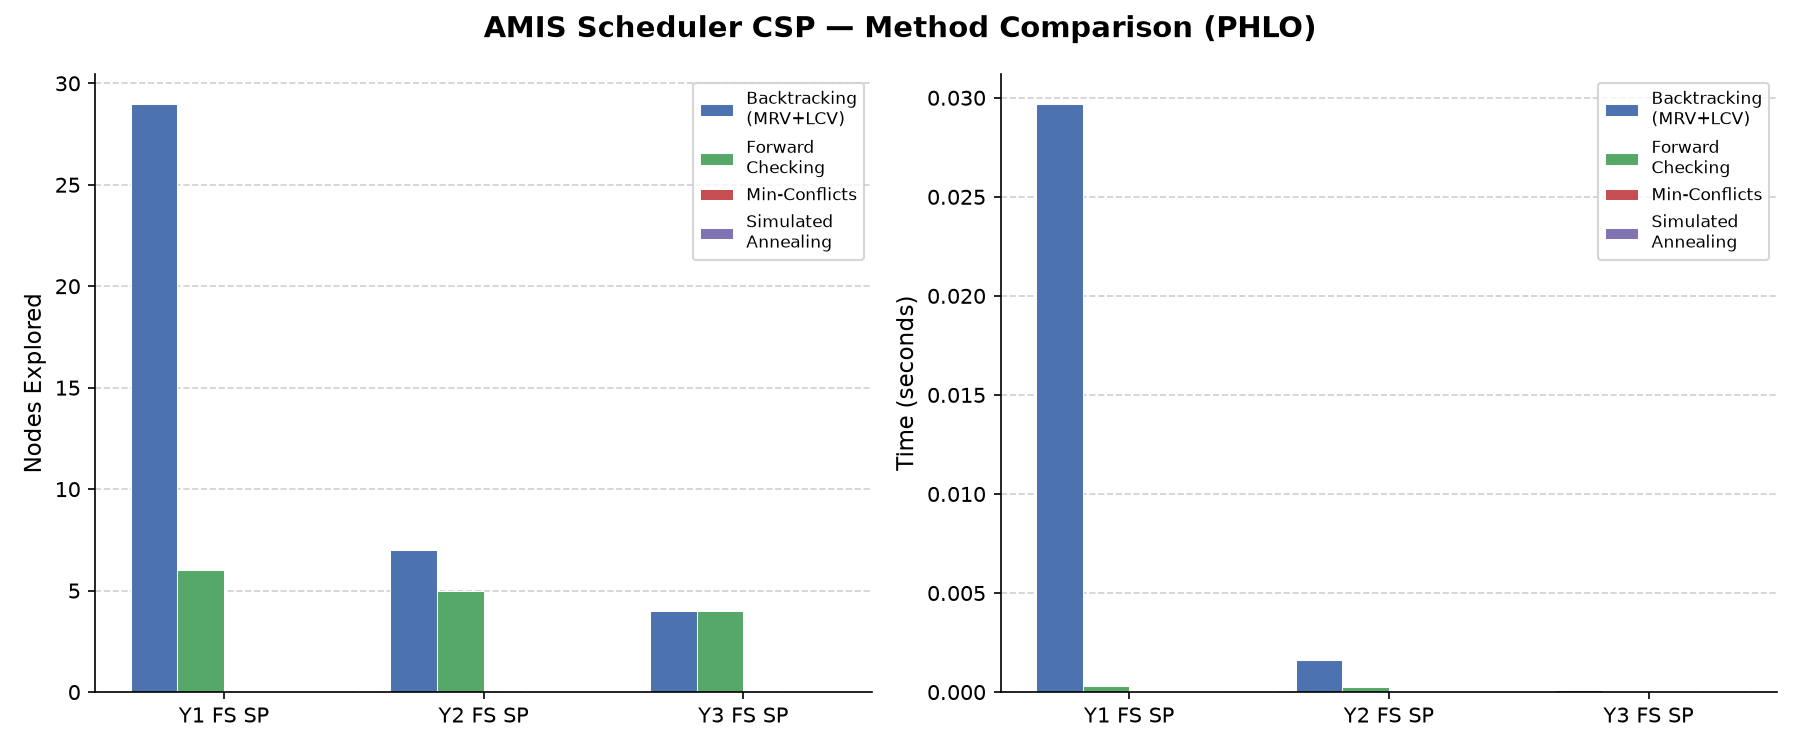 AMIS Scheduler CSP — Method Comparison (PHLO)
Nodes Explored
30
25
20
15
10
5
0
Y1 FS SP
Y2 FS SP
Y3 FS SP
Backtracking
(MRV+LCV)
Forward
Checking
Min-Conflicts
Simulated
Annealing
Time (seconds)
0.030
0.025
0.020
0.015
0.010
0.005
0.000
Y1 FS SP
Y2 FS SP
Y3 FS SP
Backtracking
(MRV+LCV)
Forward
Checking
Min-Conflicts
Simulated
Annealing